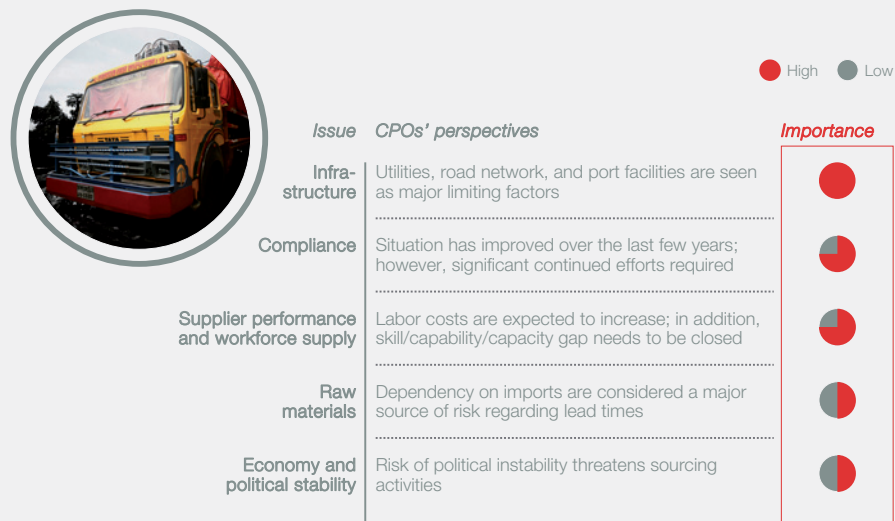 High
Low
Issue
CPOs' perspectives
Importance
Infra-
structure
Utilities, road network, and port facilities are seen
as major limiting factors
Compliance
Situation has improved over the last few years;
however, significant continued efforts required
Supplier performance
and workforce supply
Labor costs are expected to increase; in addition,
skill/capability/capacity gap needs to be closed
Raw
materials
Dependency on imports are considered a major
source of risk regarding lead times
Economy and
political stability
Risk of political instability threatens sourcing
activities